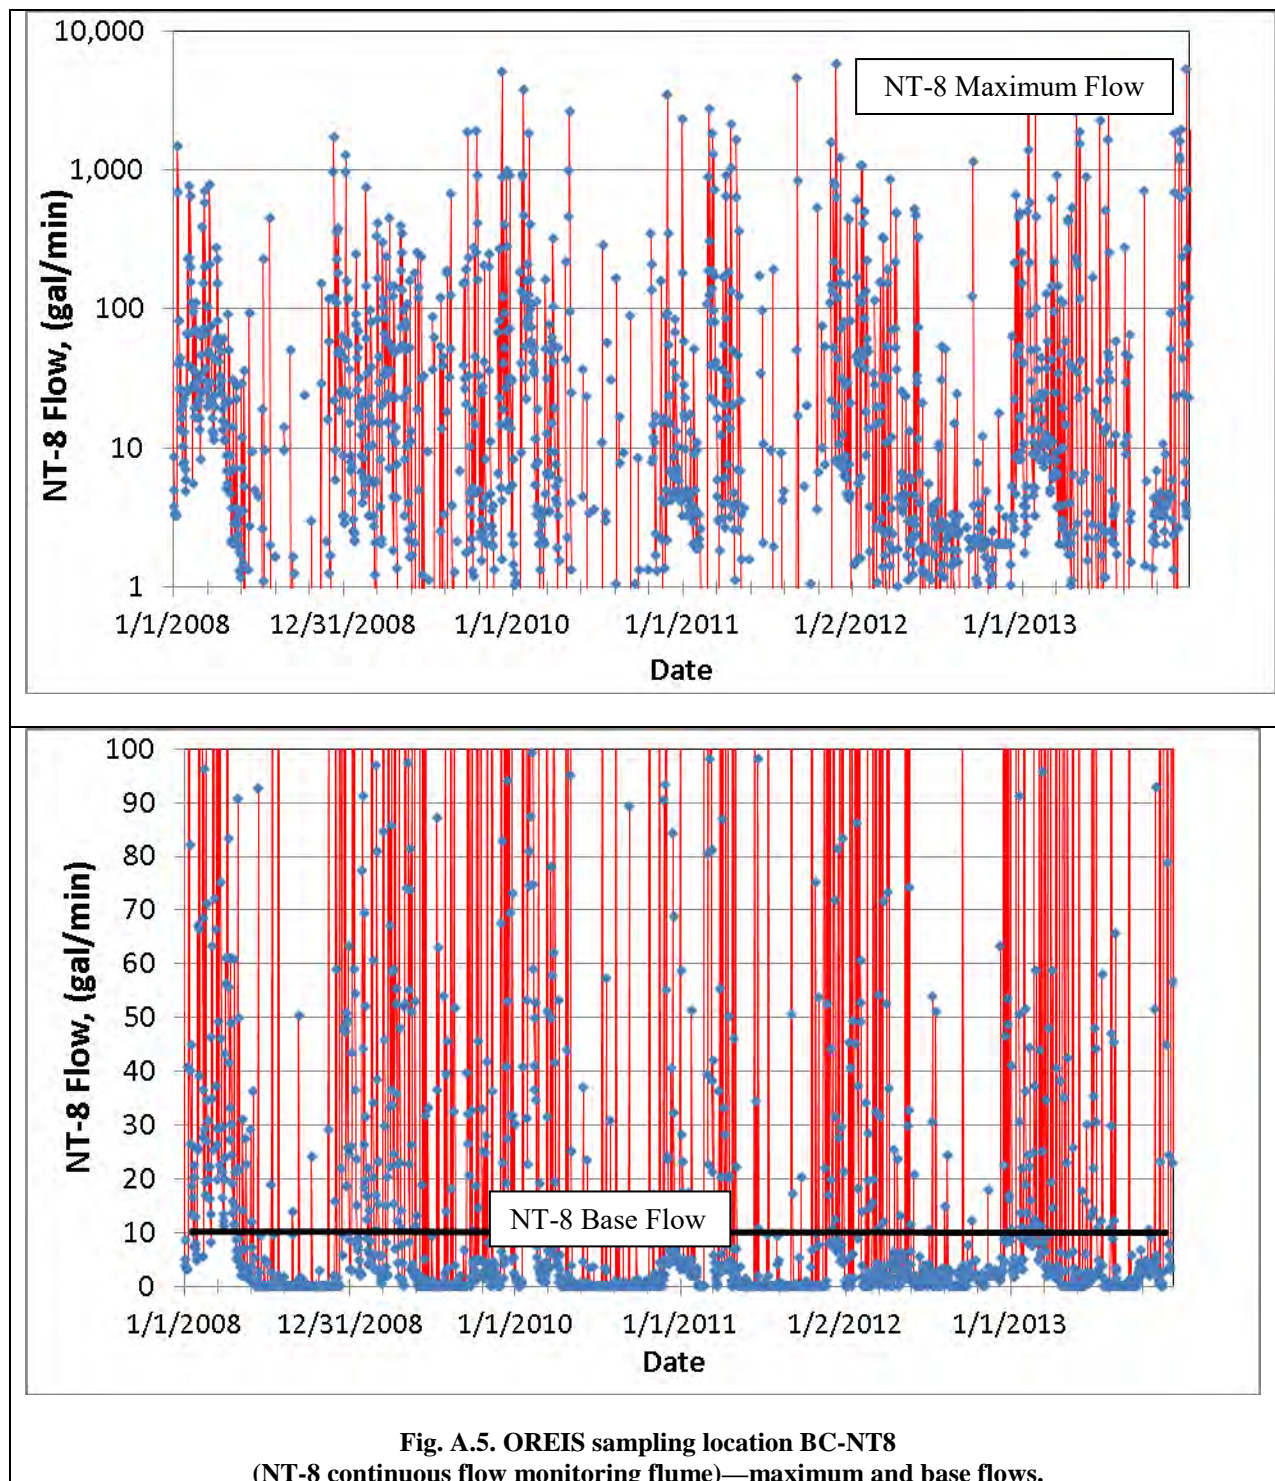 10,000
1,000
100
10
1
NT-8 Flow, (gal/min)
NT-8 Maximum Flow
1/1/2008 12/31/2008 1/1/2010 1/1/2011 1/2/2012 1/1/2013
Date
100
90
80
70
60
50
40
30
20
10
0
NT-8 Flow, (gal/min)
NT-8 Base Flow
1/1/2008 12/31/2008 1/1/2010 1/1/2011 1/2/2012 1/1/2013
Date
Fig. A.5. OREIS sampling location BC-NT8
(NT-8 continuous flow monitoring flume)—maximum and base flows.